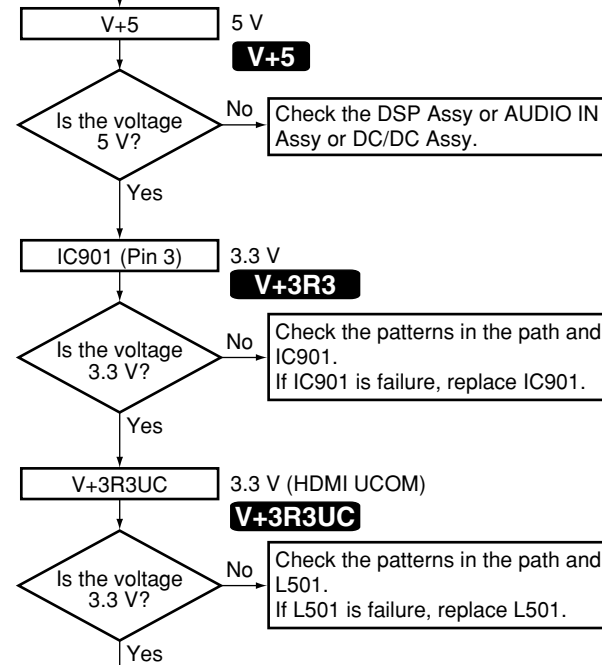 V+5
5 V
V+5
Is the voltage
5 V?
No
Check the DSP Assy or AUDIO IN
Assy or DC/DC Assy.
Yes
IC901 (Pin 3)
3.3 V
V+3R3
Is the voltage
3.3 V?
No
Check the patterns in the path and
IC901.
If IC901 is failure, replace IC901.
Yes
V+3R3UC
3.3 V (HDMI UCOM)
V+3R3UC
Is the voltage
3.3 V?
No
Check the patterns in the path and
L501.
If L501 is failure, replace L501.
Yes